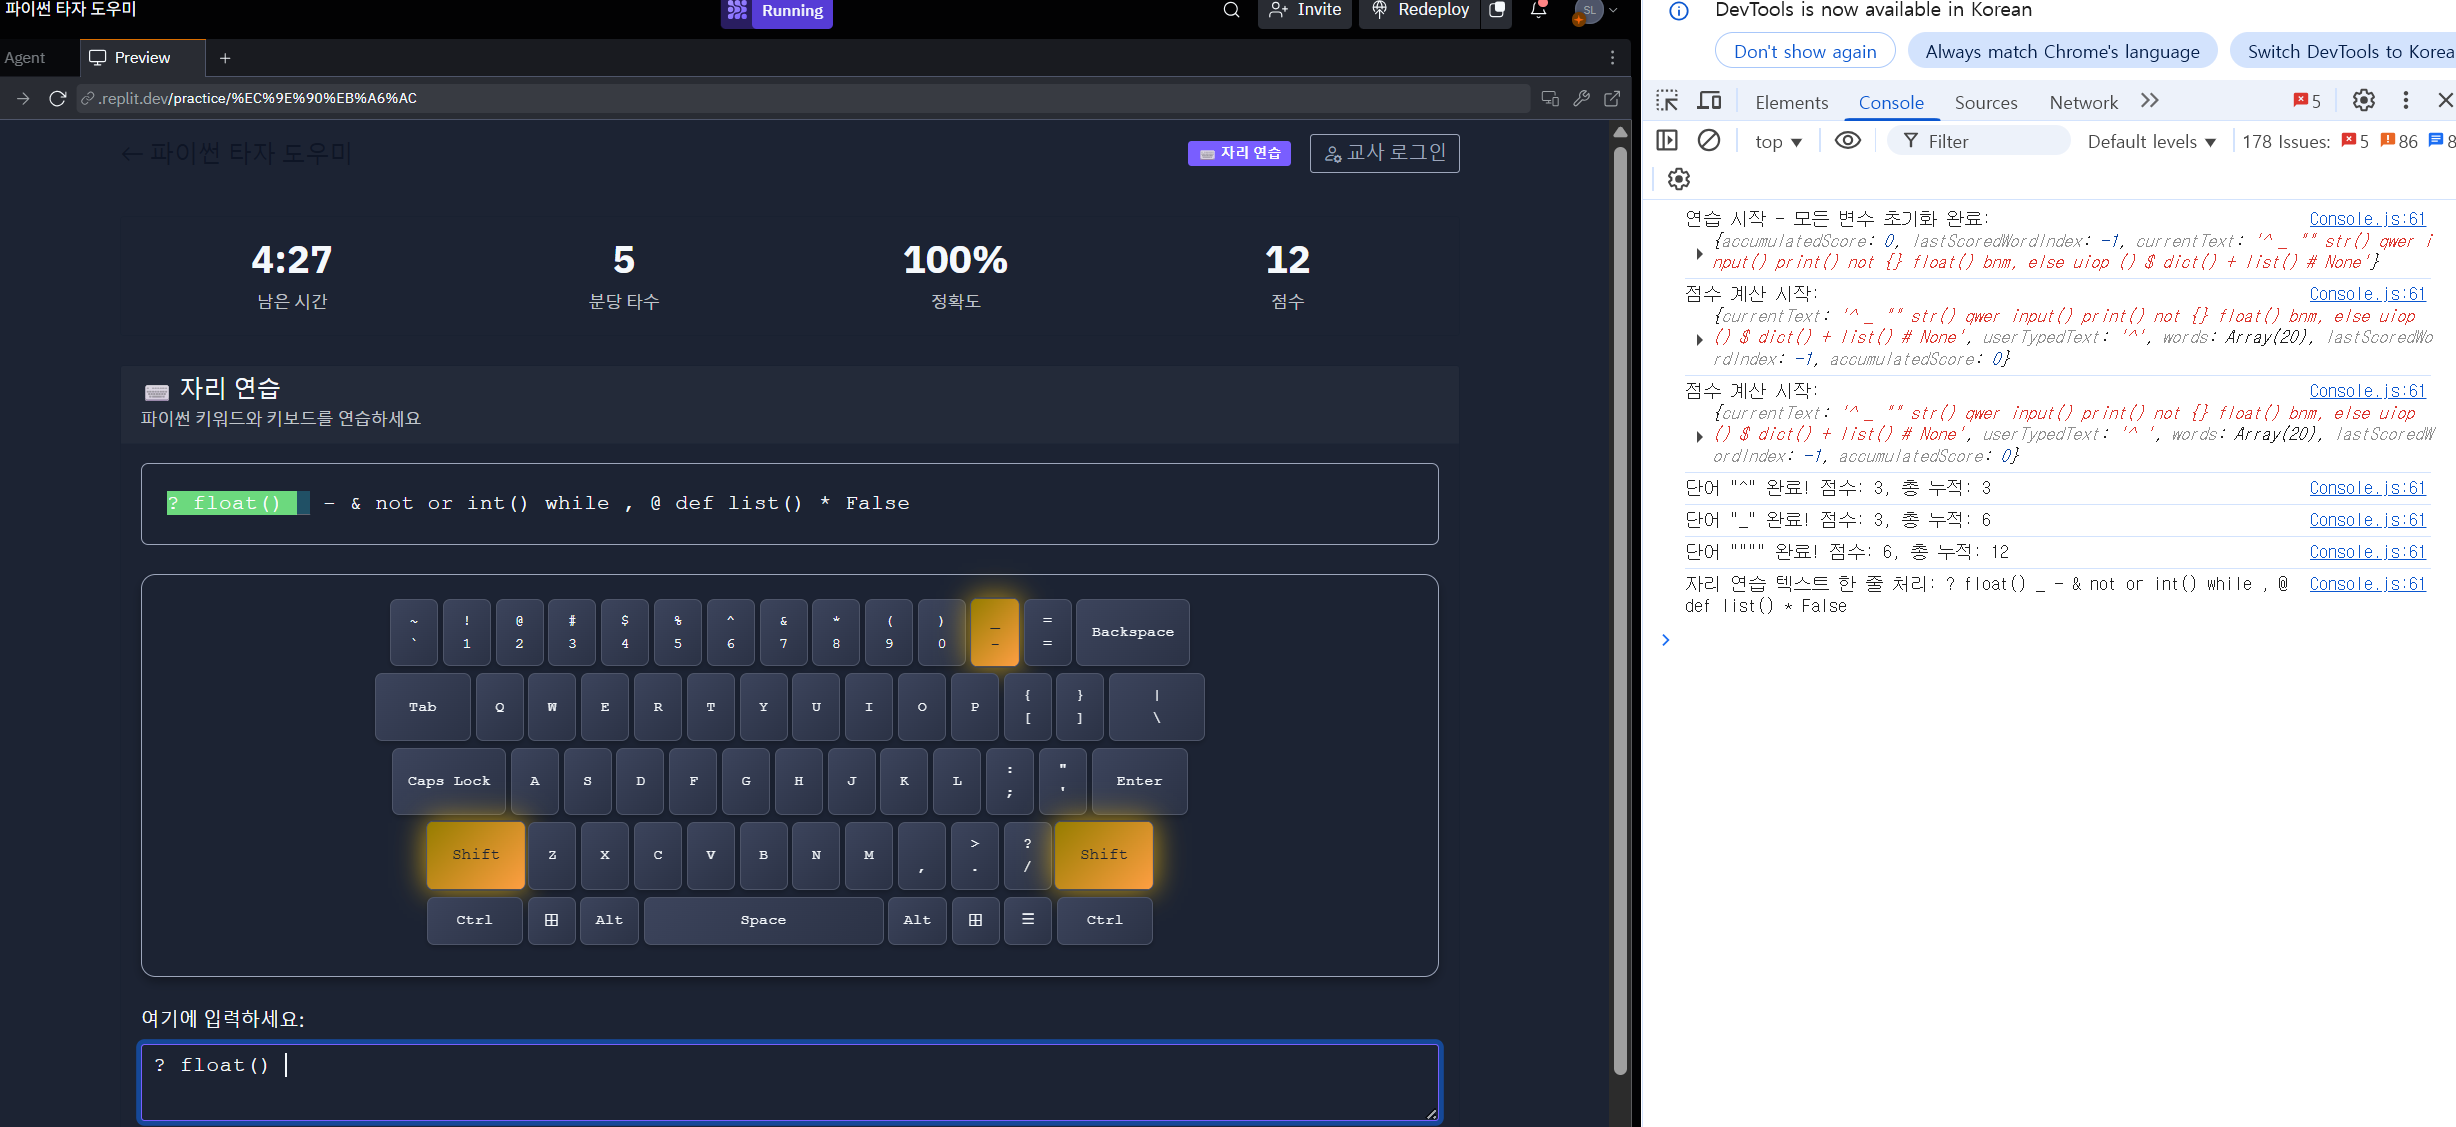 파이썬 타자 도우미
Running
Invite
Redeploy
SL
Agent
Preview
.replit.dev/practice/%EC%9E%90%EB%A6%AC
← 파이썬 타자 도우미
자리 연습
교사 로그인
4:27
남은 시간
5
분당 타수
100%
정확도
12
점수
자리 연습
파이썬 키워드와 키보드를 연습하세요
? float() _ - & not or int() while , @ def list() * False
~ ! @ # $ % ^ & * ( ) _ = Backspace
` 1 2 3 4 5 6 7 8 9 0 - =
Tab Q W E R T Y U I O P { } |
[ ] \
Caps Lock A S D F G H J K L : " Enter
; '
Shift Z X C V B N M , > ? Shift
. /
Ctrl Alt Space Alt Ctrl
여기에 입력하세요:
? float()
DevTools is now available in Korean
Don't show again
Always match Chrome's language
Switch DevTools to Korea
Elements
Console
Sources
Network
5
top
Filter
Default levels
178 Issues: 5 86 8
연습 시작 - 모든 변수 초기화 완료: Console.js:61
{accumulatedScore: 0, lastScoredWordIndex: -1, currentText: '^ _ "" str() qwer i
nput() print() not {} float() bnm, else uiop () $ dict() + list() # None'}
점수 계산 시작: Console.js:61
{currentText: '^ _ "" str() qwer input() print() not {} float() bnm, else uiop
() $ dict() + list() # None', userTypedText: '^', words: Array(20), lastScoredWo
rdIndex: -1, accumulatedScore: 0}
점수 계산 시작: Console.js:61
{currentText: '^ _ "" str() qwer input() print() not {} float() bnm, else uiop
() $ dict() + list() # None', userTypedText: '^ ', words: Array(20), lastScoredW
ordIndex: -1, accumulatedScore: 0}
단어 "^" 완료! 점수: 3, 총 누적: 3 Console.js:61
단어 "_" 완료! 점수: 3, 총 누적: 6 Console.js:61
단어 """" 완료! 점수: 6, 총 누적: 12 Console.js:61
자리 연습 텍스트 한 줄 처리: ? float() _ - & not or int() while , @ Console.js:61
def list() * False